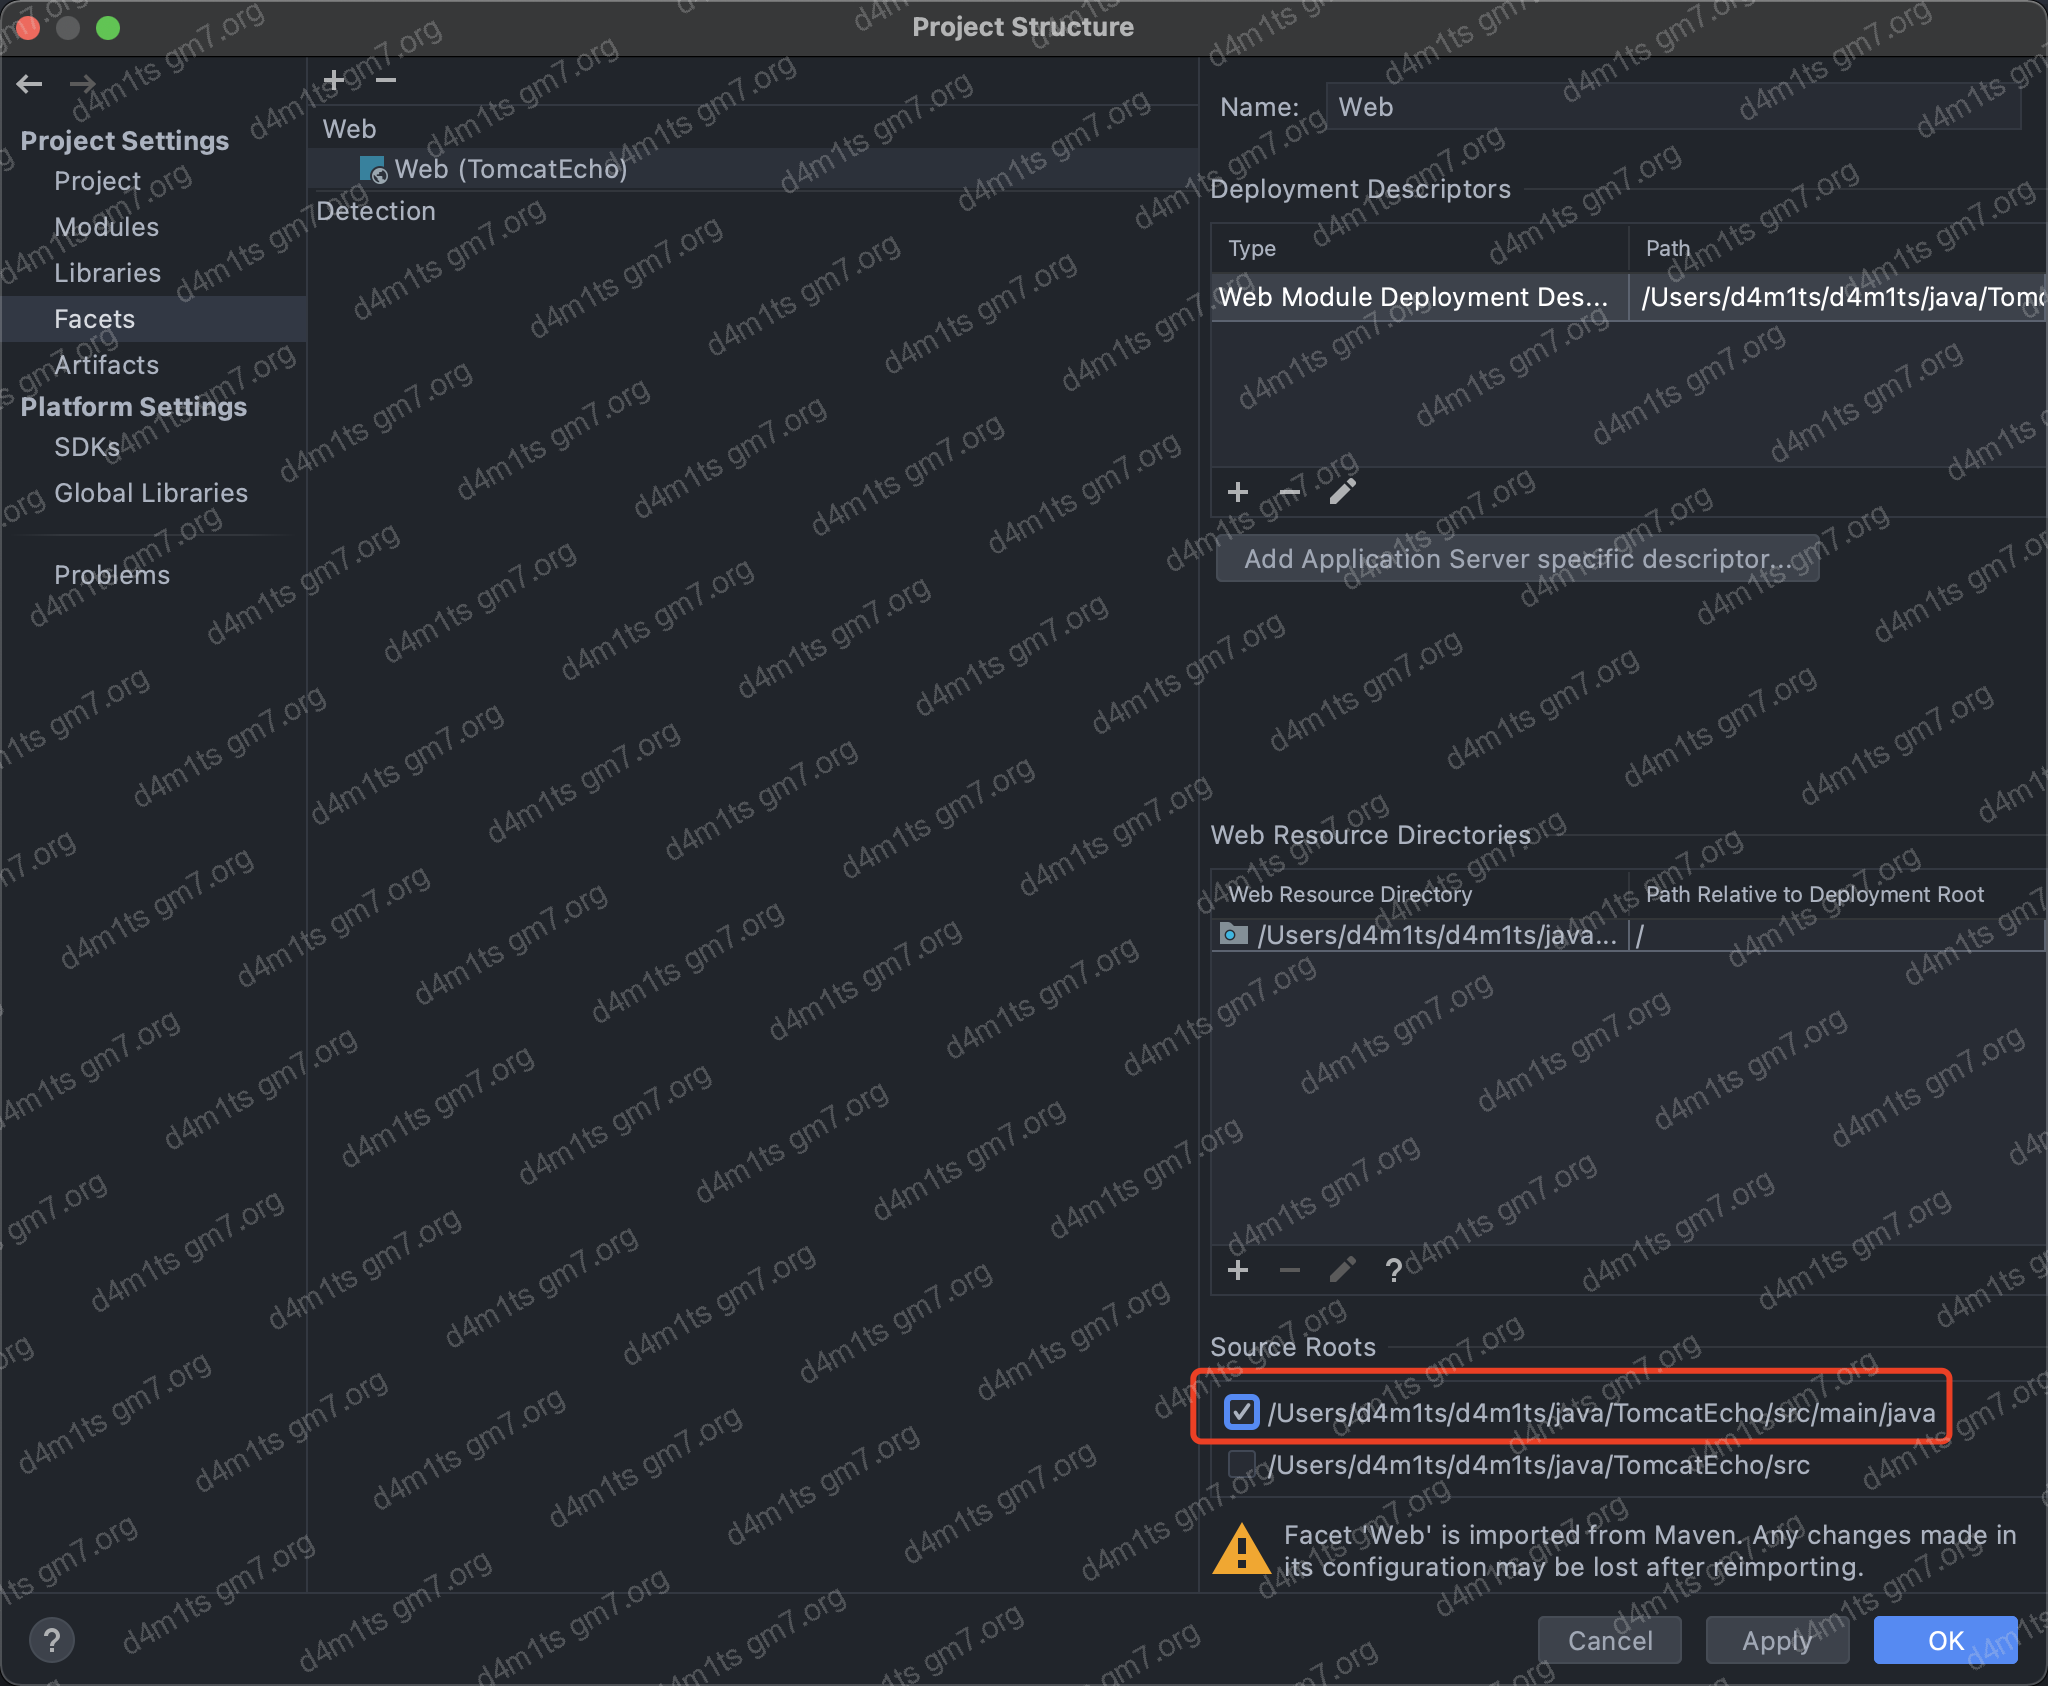 Project Structure
Project Settings
Project
Modules
Libraries
Facets
Artifacts
Platform Settings
SDKs
Global Libraries
Problems
Web
Web (TomcatEcho)
Detection
Name: Web
Deployment Descriptors
Type Path
Web Module Deployment Des... /Users/d4m1ts/d4m1ts/java/Tomc
Add Application Server specific descriptor...
Web Resource Directories
Web Resource Directory Path Relative to Deployment Root
/Users/d4m1ts/d4m1ts/java... /
?
Source Roots
/Users/d4m1ts/d4m1ts/java/TomcatEcho/src/main/java
/Users/d4m1ts/d4m1ts/java/TomcatEcho/src
Facet 'Web' is imported from Maven. Any changes made in
its configuration may be lost after reimporting.
? Cancel Apply OK
d4m1ts gm7.org